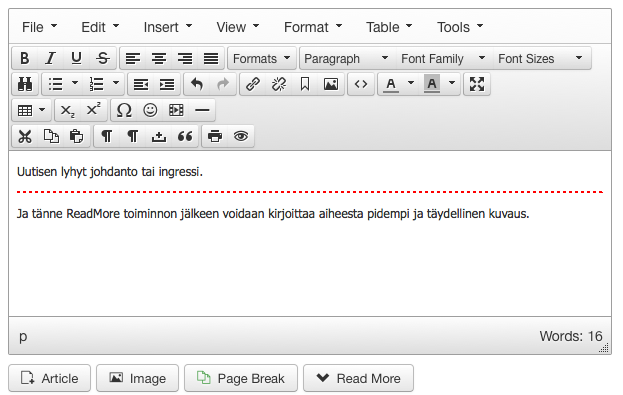 File Edit Insert View Format Table Tools
B I U S Formats Paragraph Font Family Font Sizes
A A
X₂ X² Ω
¶ ¶
Uutisen lyhyt johdanto tai ingressi.
Ja tänne ReadMore toiminnon jälkeen voidaan kirjoittaa aiheesta pidempi ja täydellinen kuvaus.
p Words: 16
Article Image Page Break Read More